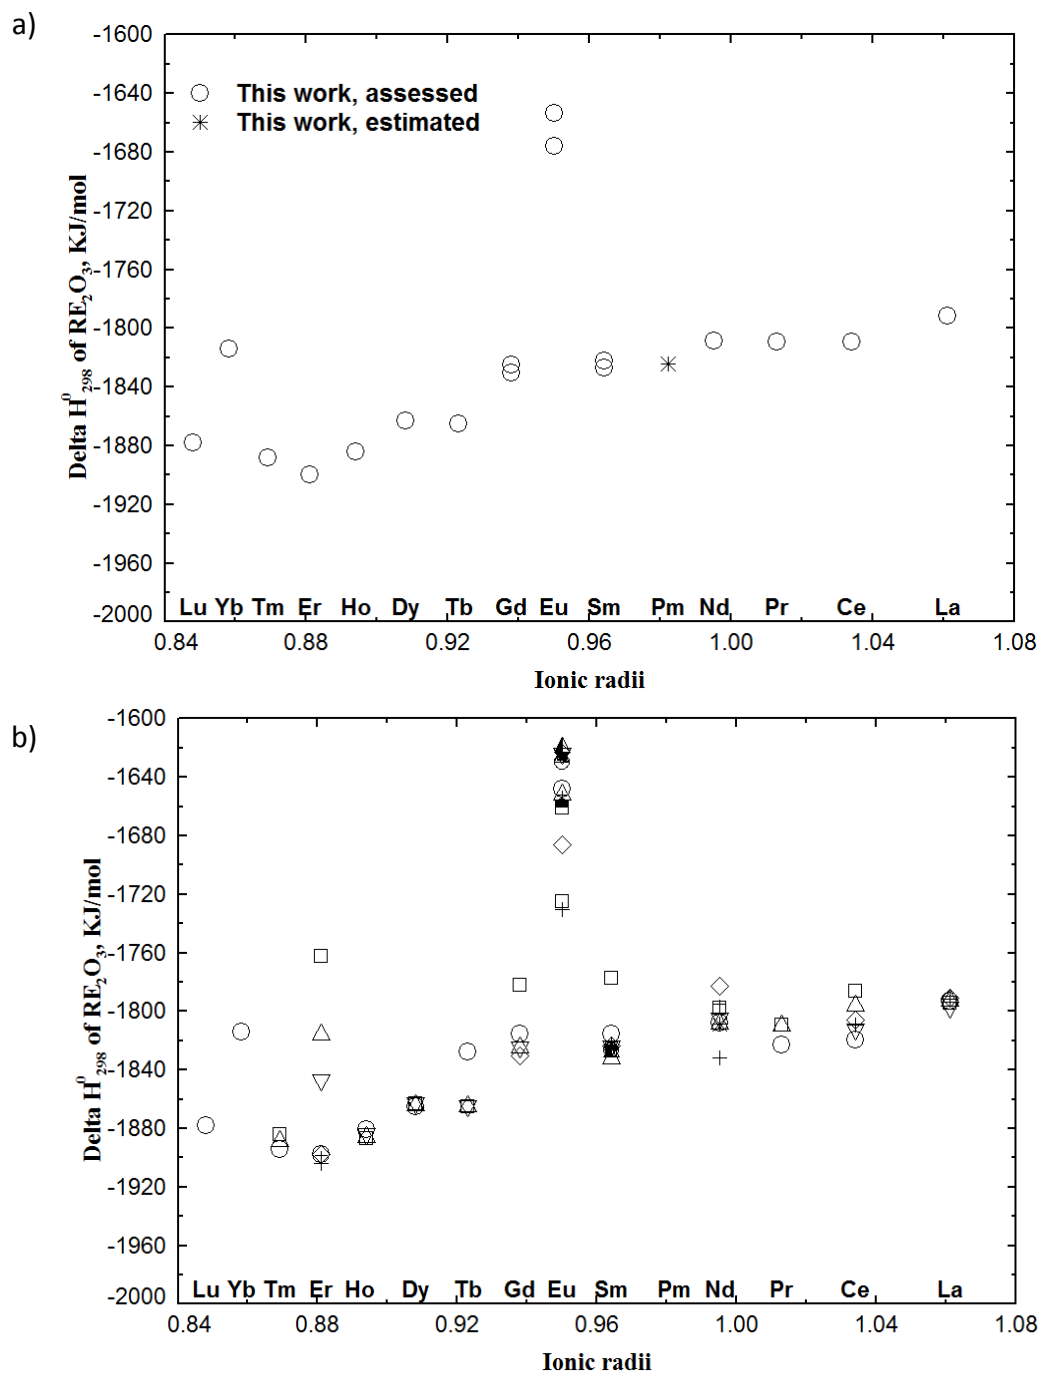 a)
-1600
-1640
-1680
-1720
-1760
-1800
-1840
-1880
-1920
-1960
-2000
Delta H⁰₂₉₈ of RE₂O₃, KJ/mol
This work, assessed
This work, estimated
Lu Yb Tm Er Ho Dy Tb Gd Eu Sm Pm Nd Pr Ce La
0.84 0.88 0.92 0.96 1.00 1.04 1.08
Ionic radii
b)
-1600
-1640
-1680
-1720
-1760
-1800
-1840
-1880
-1920
-1960
-2000
Delta H⁰₂₉₈ of RE₂O₃, KJ/mol
Lu Yb Tm Er Ho Dy Tb Gd Eu Sm Pm Nd Pr Ce La
0.84 0.88 0.92 0.96 1.00 1.04 1.08
Ionic radii